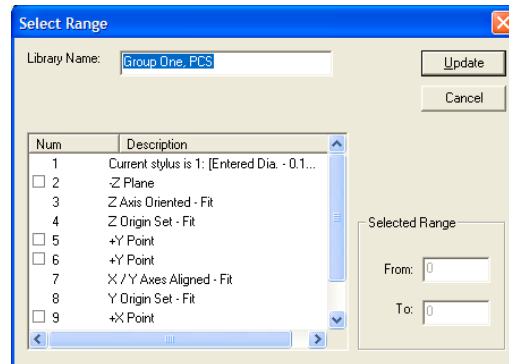 Select Range
Library Name: Group One, PCS
Update
Cancel
Num Description
1 Current stylus is 1: [Entered Dia. - 0.1...
2 -Z Plane
3 Z Axis Oriented - Fit
4 Z Origin Set - Fit
5 +Y Point
6 +Y Point
7 X / Y Axes Aligned - Fit
8 Y Origin Set - Fit
9 +X Point
Selected Range
From: 0
To: 0